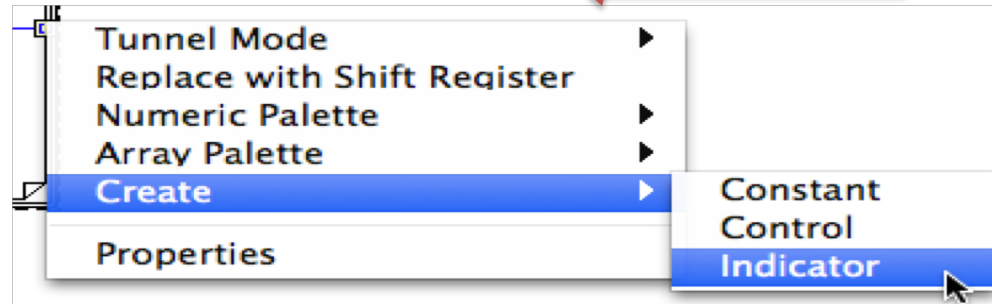 Tunnel Mode
Replace with Shift Register
Numeric Palette
Array Palette
Create
Properties
Constant
Control
Indicator